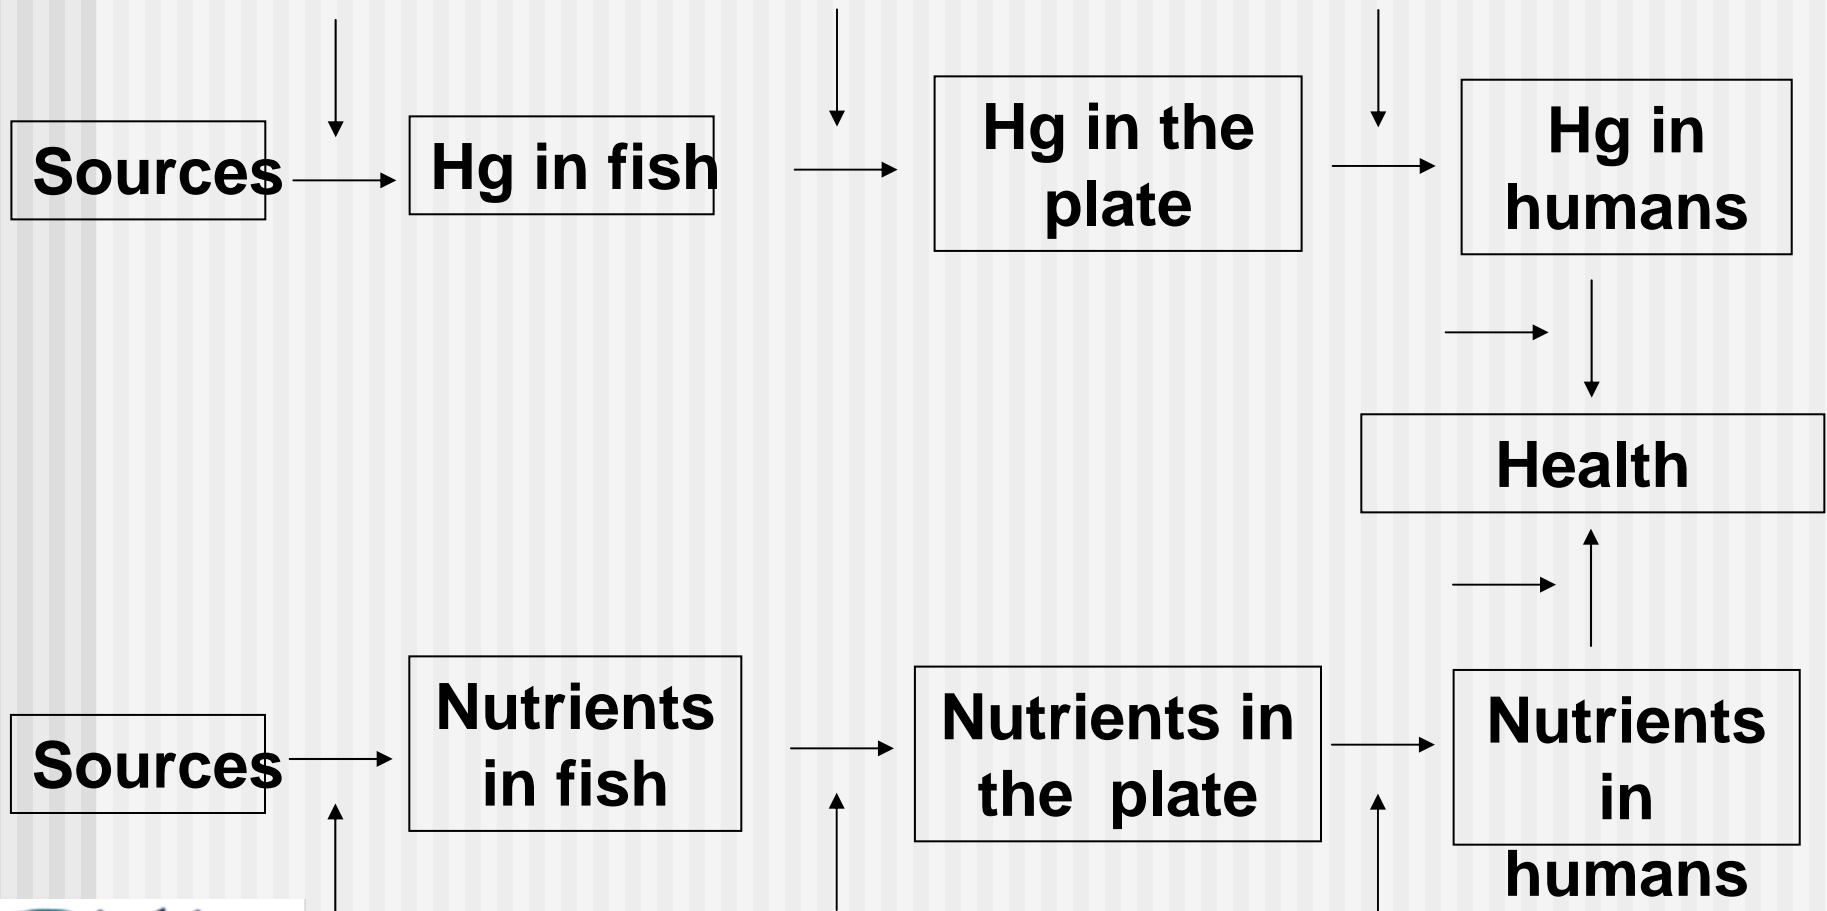 Sources
Hg in fish
Hg in the
plate
Hg in
humans
Health
Sources
Nutrients
in fish
Nutrients in
the plate
Nutrients
in
humans